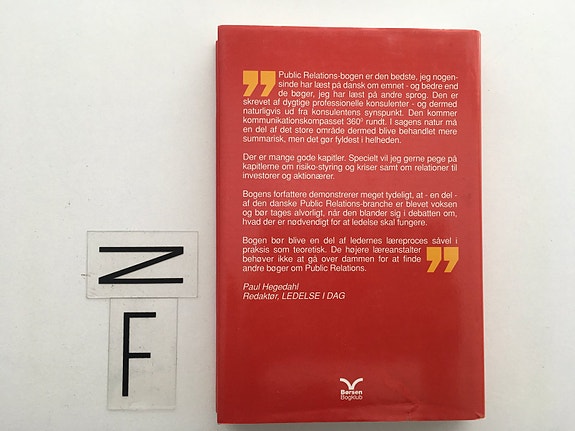 Public Relations-bogen er den bedste, jeg nogen-
sinde har læst på dansk om emnet - og bedre end
de bøger, jeg har læst på andre sprog. Den er
skrevet af dygtige professionelle konsulenter - og dermed
naturligvis ud fra konsulentens synspunkt. Den kommer
kommunikationskompasset 360° rundt. I sagens natur må
en del af det store område dermed blive behandlet mere
summarisk, men det gør fyldest i helheden.
Der er mange gode kapitler. Specielt vil jeg gerne pege på
kapitlerne om risiko-styring og kriser samt om relationer til
investorer og aktionærer.
Bogens forfattere demonstrerer meget tydeligt, at - en del -
af den danske Public Relations-branche er blevet voksen
og bør tages alvorligt, når den blander sig i debatten om,
hvad der er nødvendigt for at ledelse skal fungere.
Bogen bør blive en del af ledernes læreproces såvel i
praksis som teoretisk. De højere læreanstalter
behøver ikke at gå over dammen for at finde
andre bøger om Public Relations.
Paul Hegedahl
Redaktør, LEDELSE I DAG
Børsen
Bogklub
Z
F